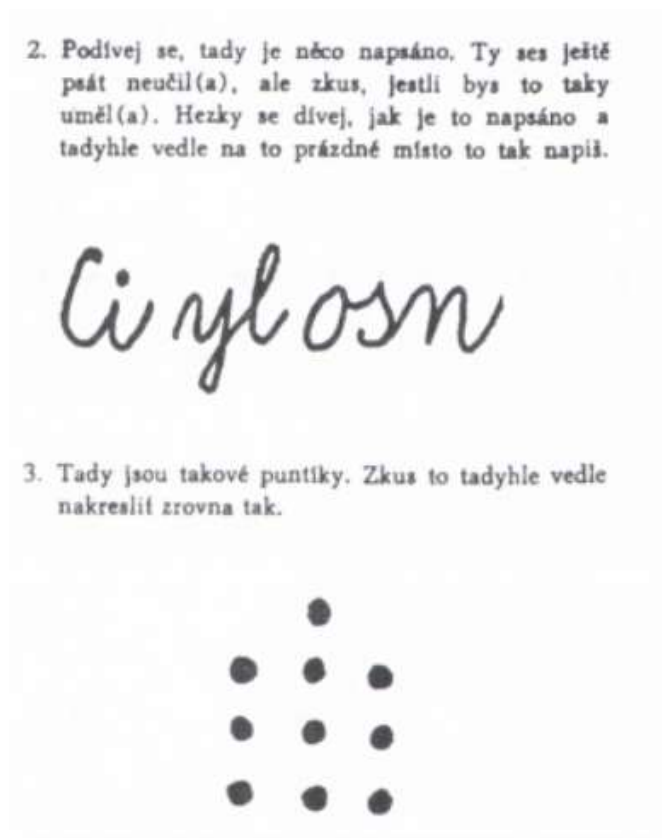 2. Podívej se, tady je něco napsáno. Ty ses ještě
psát neučil(a), ale zkus, jestli bys to taky
uměl(a). Hezky se dívej, jak je to napsáno a
tadyhle vedle na to prázdné místo to tak napiš.
Ci yl osn
3. Tady jsou takové puntíky. Zkus to tadyhle vedle
nakreslit zrovna tak.